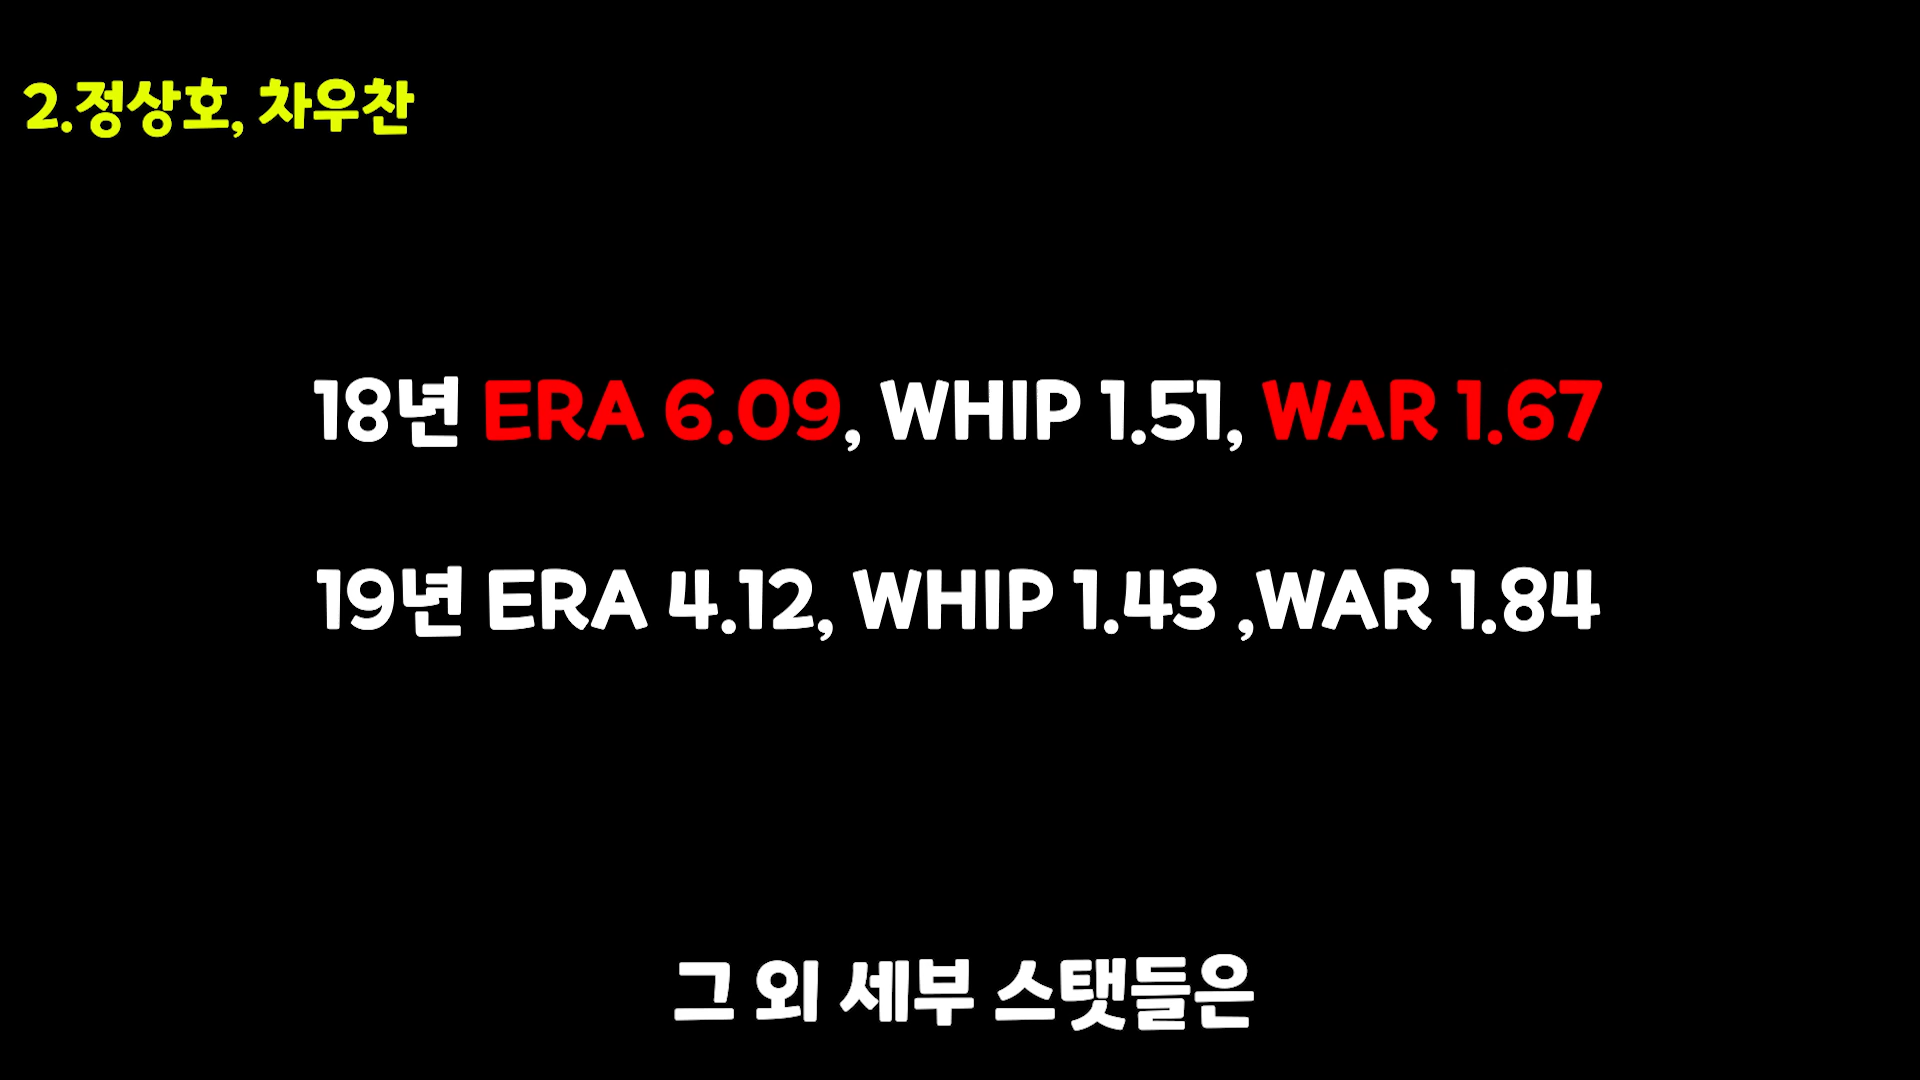 2.정상호, 차우찬
18년 ERA 6.09, WHIP 1.51, WAR 1.67
19년 ERA 4.12, WHIP 1.43 ,WAR 1.84
그 외 세부 스탯들은